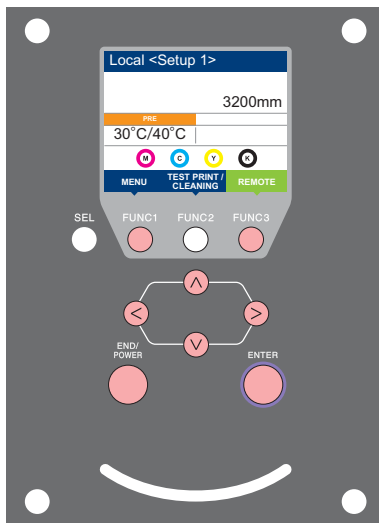 Local <Setup 1>
3200mm
PRE
30°C/40°C
M C Y K
MENU
TEST PRINT /
CLEANING
REMOTE
SEL FUNC1 FUNC2 FUNC3
END/
POWER
ENTER